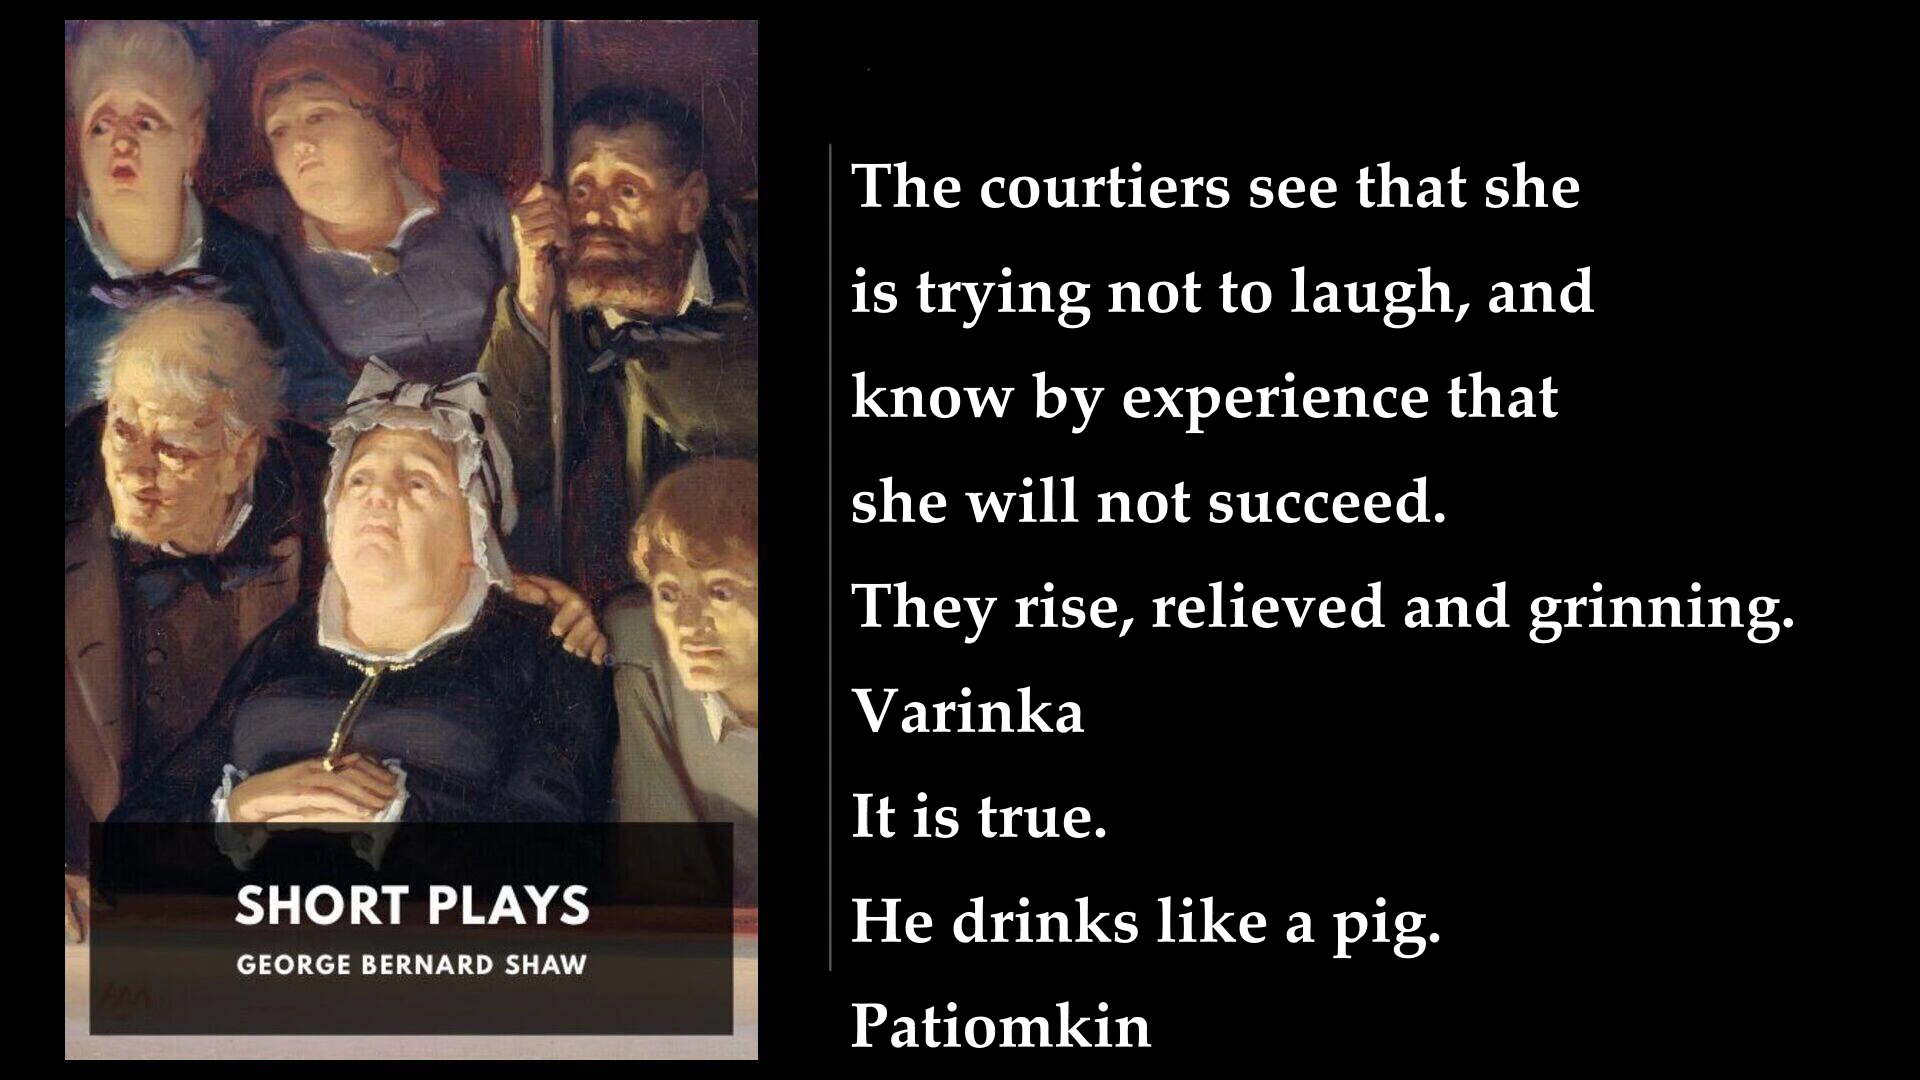 SHORT PLAYS
GEORGE BERNARD SHAW
The courtiers see that she
is trying not to laugh, and
know by experience that
she will not succeed.
They rise, relieved and grinning.
Varinka
It is true.
He drinks like a pig.
Patiomkin